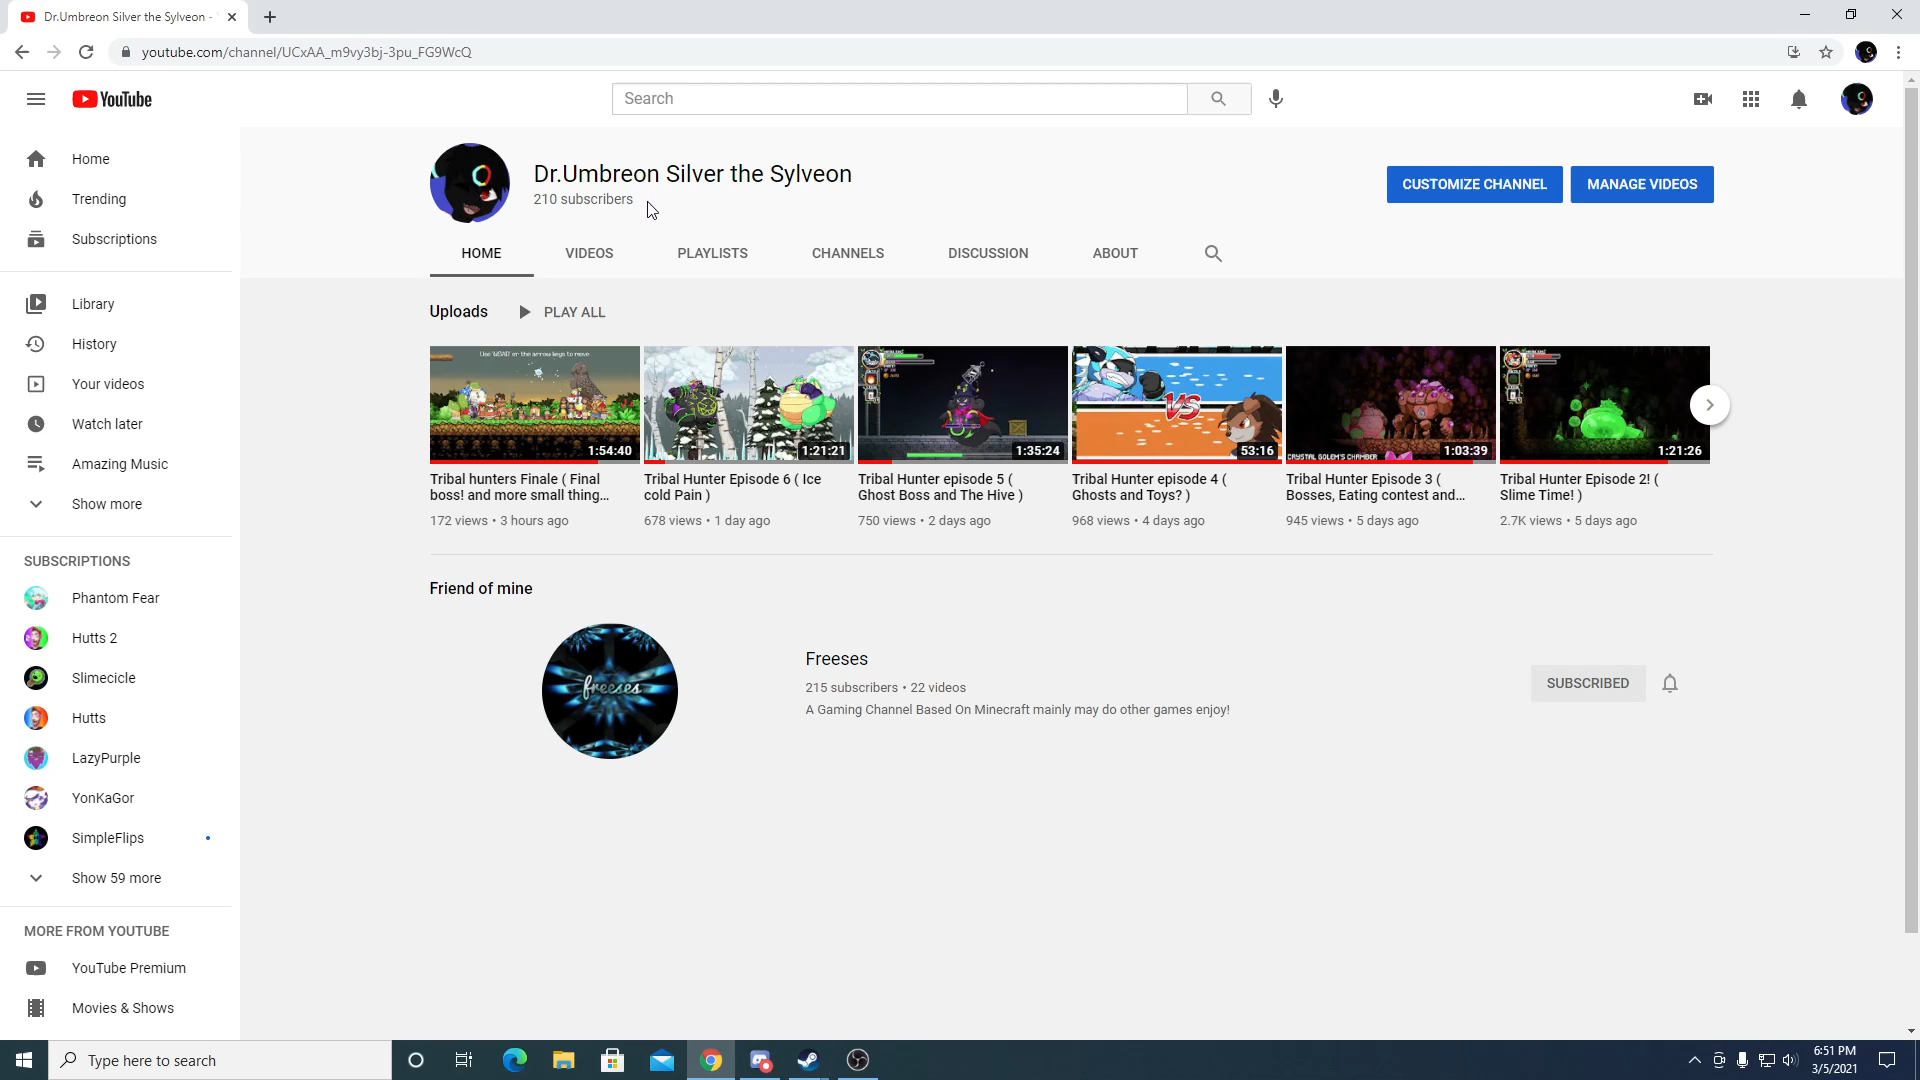 Dr.Umbreon Silver the Sylveon -
youtube.com/channel/UCxAA_m9vy3bj-3pu_FG9WcQ
YouTube
Search
Home
Trending
Subscriptions
Library
History
Your videos
Watch later
Amazing Music
Show more
SUBSCRIPTIONS
Phantom Fear
Hutts 2
Slimecicle
Hutts
LazyPurple
YonKaGor
SimpleFlips
Show 59 more
MORE FROM YOUTUBE
YouTube Premium
Movies & Shows
Dr.Umbreon Silver the Sylveon
210 subscribers
CUSTOMIZE CHANNEL
MANAGE VIDEOS
HOME VIDEOS PLAYLISTS CHANNELS DISCUSSION ABOUT
Uploads PLAY ALL
Use 'WSAD' or the arrow keys to move
1:54:40
Tribal hunters Finale ( Final
boss! and more small thing...
172 views • 3 hours ago
1:21:21
Tribal Hunter Episode 6 ( Ice
cold Pain )
678 views • 1 day ago
1:35:24
Tribal Hunter episode 5 (
Ghost Boss and The Hive )
750 views • 2 days ago
VS
53:16
Tribal Hunter episode 4 (
Ghosts and Toys? )
968 views • 4 days ago
CRYSTAL GOLEM'S CHAMBER
1:03:39
Tribal Hunter Episode 3 (
Bosses, Eating contest and...
945 views • 5 days ago
1:21:26
Tribal Hunter Episode 2! (
Slime Time! )
2.7K views • 5 days ago
Friend of mine
freeses
Freeses
215 subscribers • 22 videos
A Gaming Channel Based On Minecraft mainly may do other games enjoy!
SUBSCRIBED
Type here to search
6:51 PM
3/5/2021